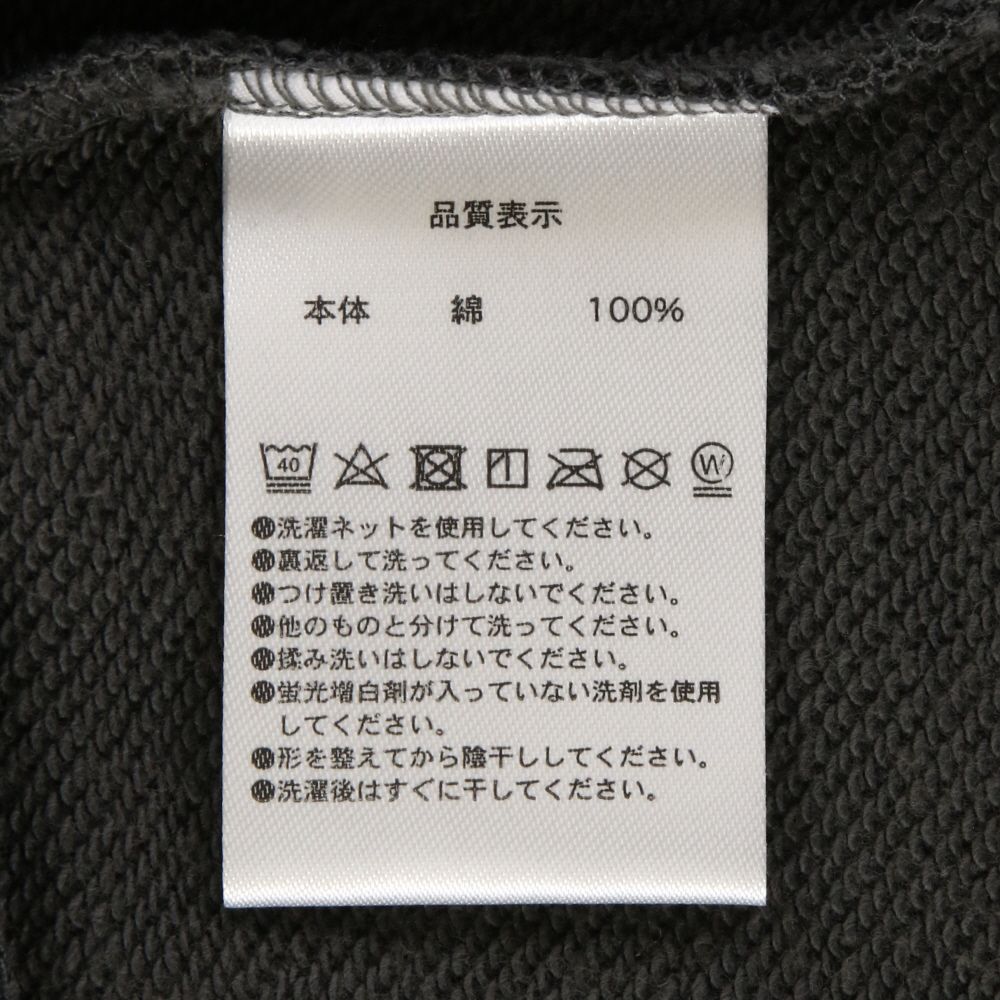 品質表示
本体 綿 100%
40 W
●洗濯ネットを使用してください。
●裏返して洗ってください。
●つけ置き洗いはしないでください。
●他のものと分けて洗ってください。
●揉み洗いはしないでください。
●蛍光増白剤が入っていない洗剤を使用
してください。
●形を整えてから陰干ししてください。
●洗濯後はすぐに干してください。